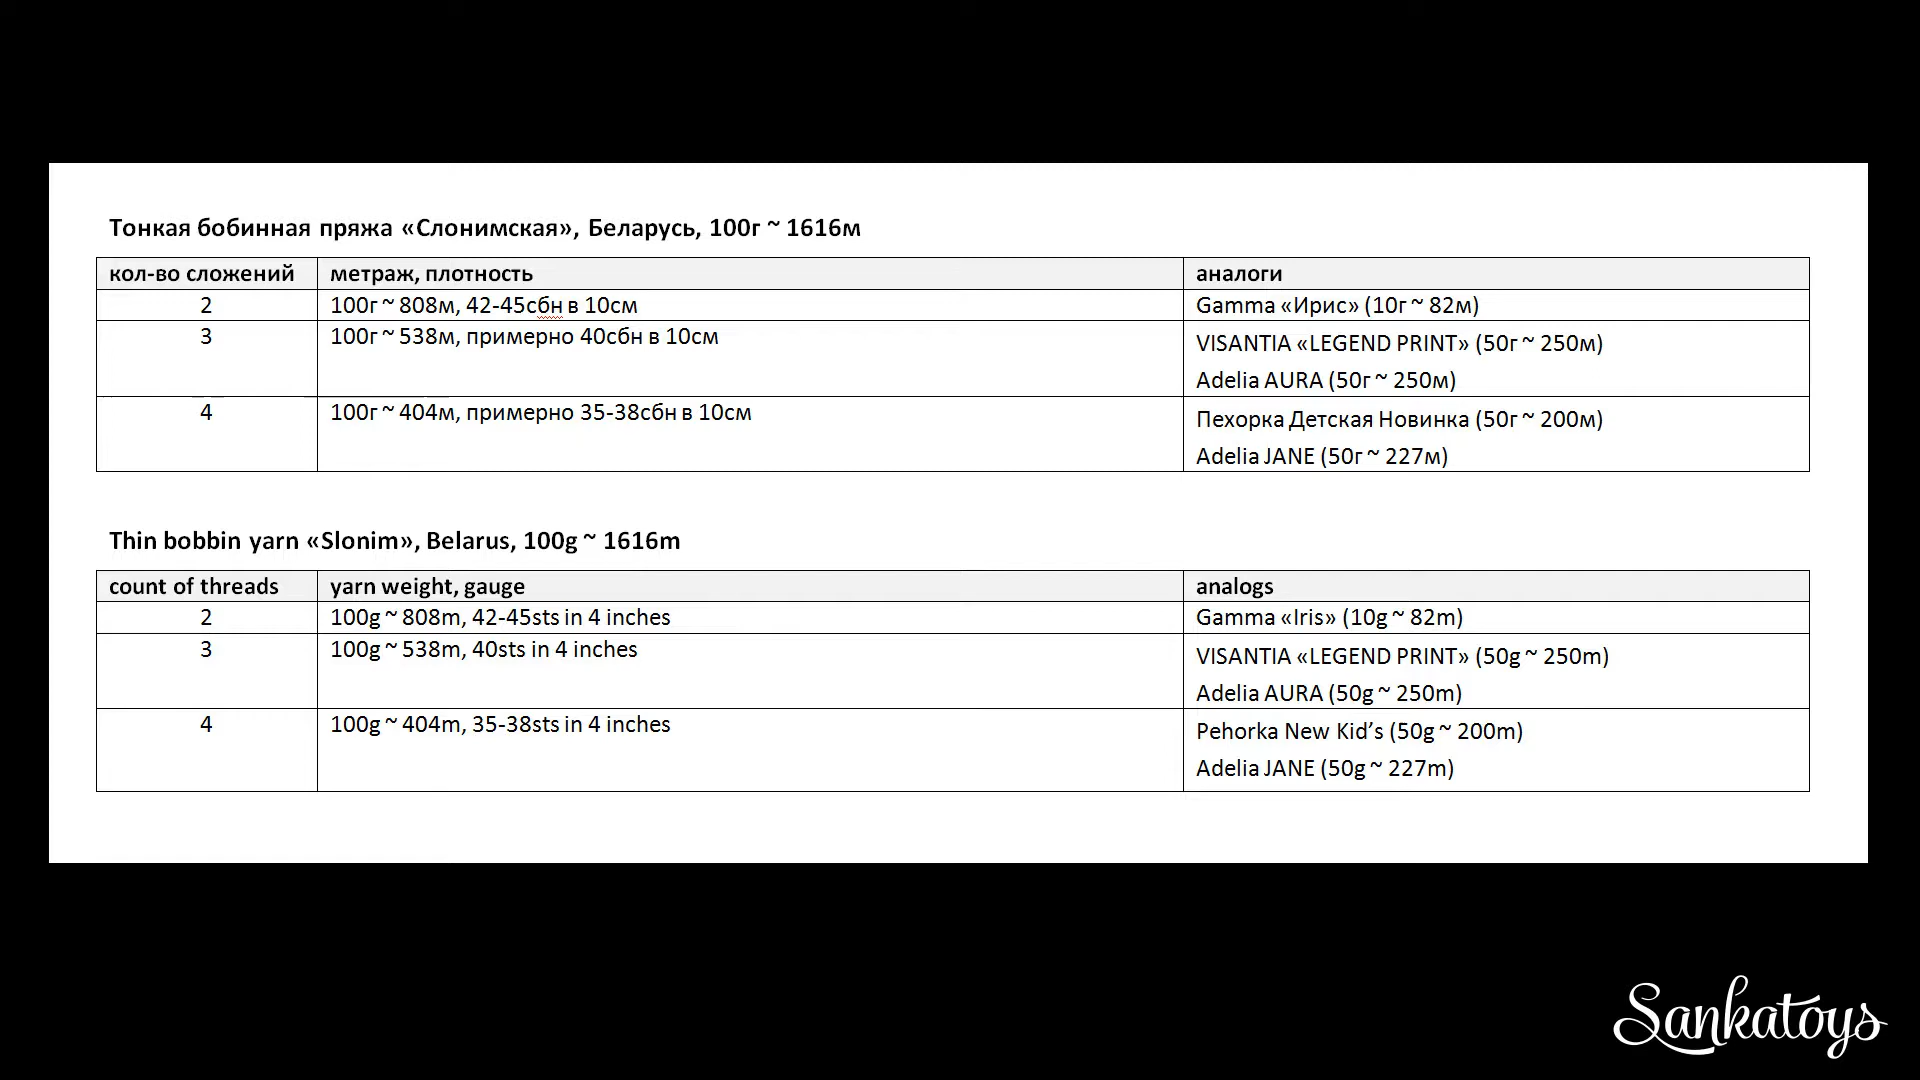 Тонкая бобинная пряжа «Слонимская», Беларусь, 100г ~ 1616м
кол-во сложений метраж, плотность аналоги
2 100г ~ 808м, 42-45сбн в 10см Gamma «Ирис» (10г ~ 82м)
3 100г ~ 538м, примерно 40сбн в 10см VISANTIA «LEGEND PRINT» (50г ~ 250м)
Adelia AURA (50г ~ 250м)
4 100г ~ 404м, примерно 35-38сбн в 10см Пехорка Детская Новинка (50г ~ 200м)
Adelia JANE (50г ~ 227м)
Thin bobbin yarn «Slonim», Belarus, 100g ~ 1616m
count of threads yarn weight, gauge analogs
2 100g ~ 808m, 42-45sts in 4 inches Gamma «Iris» (10g ~ 82m)
3 100g ~ 538m, 40sts in 4 inches VISANTIA «LEGEND PRINT» (50g ~ 250m)
Adelia AURA (50g ~ 250m)
4 100g ~ 404m, 35-38sts in 4 inches Pehorka New Kid’s (50g ~ 200m)
Adelia JANE (50g ~ 227m)
Sankatoys